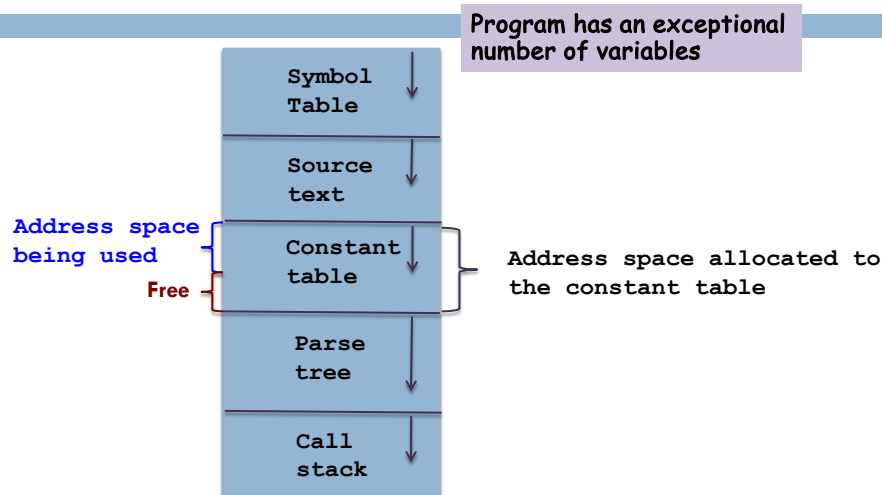 Program has an exceptional
number of variables
Symbol
Table
Source
text
Address space
being used
Constant
table
Free
Address space allocated to
the constant table
Parse
tree
Call
stack